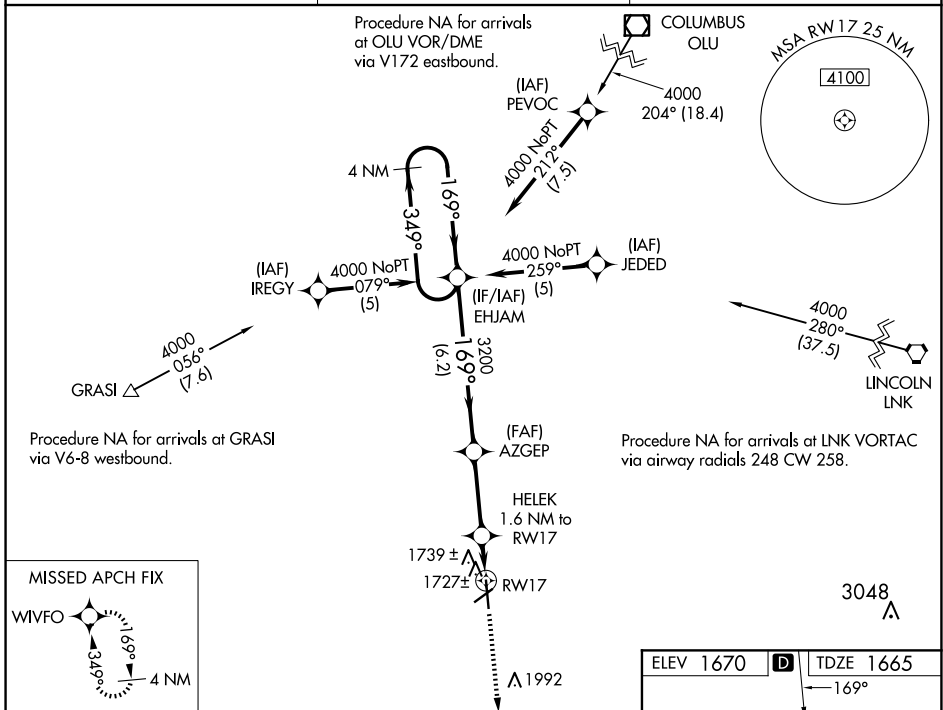 Procedure NA for arrivals
at OLU VOR/DME
via V172 eastbound.
COLUMBUS
OLU
MSA RW17 25 NM
4100
(IAF)
PEVOC
4000
204° (18.4)
4000 NoPT
212°
(7.5)
4 NM
169°
349°
(IAF)
IREGY
4000 NoPT
079°
(5)
4000 NoPT
259°
(5)
(IAF)
JEDED
(IF/IAF)
EHJAM
4000
056°
(7.6)
GRASI
3200
169°
(6.2)
4000
280°
(37.5)
LINCOLN
LNK
Procedure NA for arrivals at GRASI
via V6-8 westbound.
(FAF)
AZGEP
Procedure NA for arrivals at LNK VORTAC
via airway radials 248 CW 258.
HELEK
1.6 NM to
RW17
1739 ±
1727±
RW17
MISSED APCH FIX
WIVFO
169°
349°
4 NM
3048
1992
ELEV 1670
D
TDZE 1665
169°